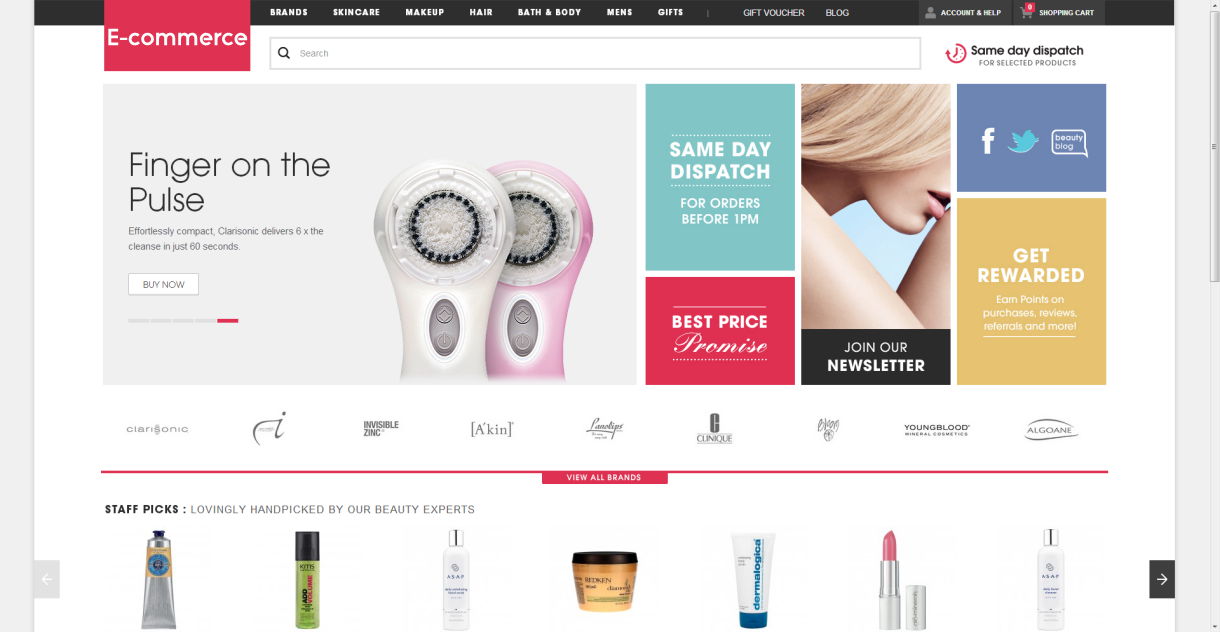 BRANDS SKINCARE MAKEUP HAIR BATH & BODY MENS GIFTS | GIFT VOUCHER BLOG ACCOUNT & HELP 0 SHOPPING CART
E-commerce
Search
Same day dispatch
FOR SELECTED PRODUCTS
Finger on the
Pulse
Effortlessly compact, Clarisonic delivers 6 x the
cleanse in just 60 seconds.
BUY NOW
SAME DAY
DISPATCH
FOR ORDERS
BEFORE 1PM
BEST PRICE
Promise
JOIN OUR
NEWSLETTER
f
beauty
blog
GET
REWARDED
Earn Points on
purchases, reviews,
referrals and more!
clarisonic
INVISIBLE
ZINC
[A'kin]
Lanolips
CLINIQUE
YOUNGBLOOD
MINERAL COSMETICS
ALGOANE
VIEW ALL BRANDS
STAFF PICKS : LOVINGLY HANDPICKED BY OUR BEAUTY EXPERTS
KMS
ADD
VOLUME
ASAP
REDKEN
diamond
dermalogica
ASAP